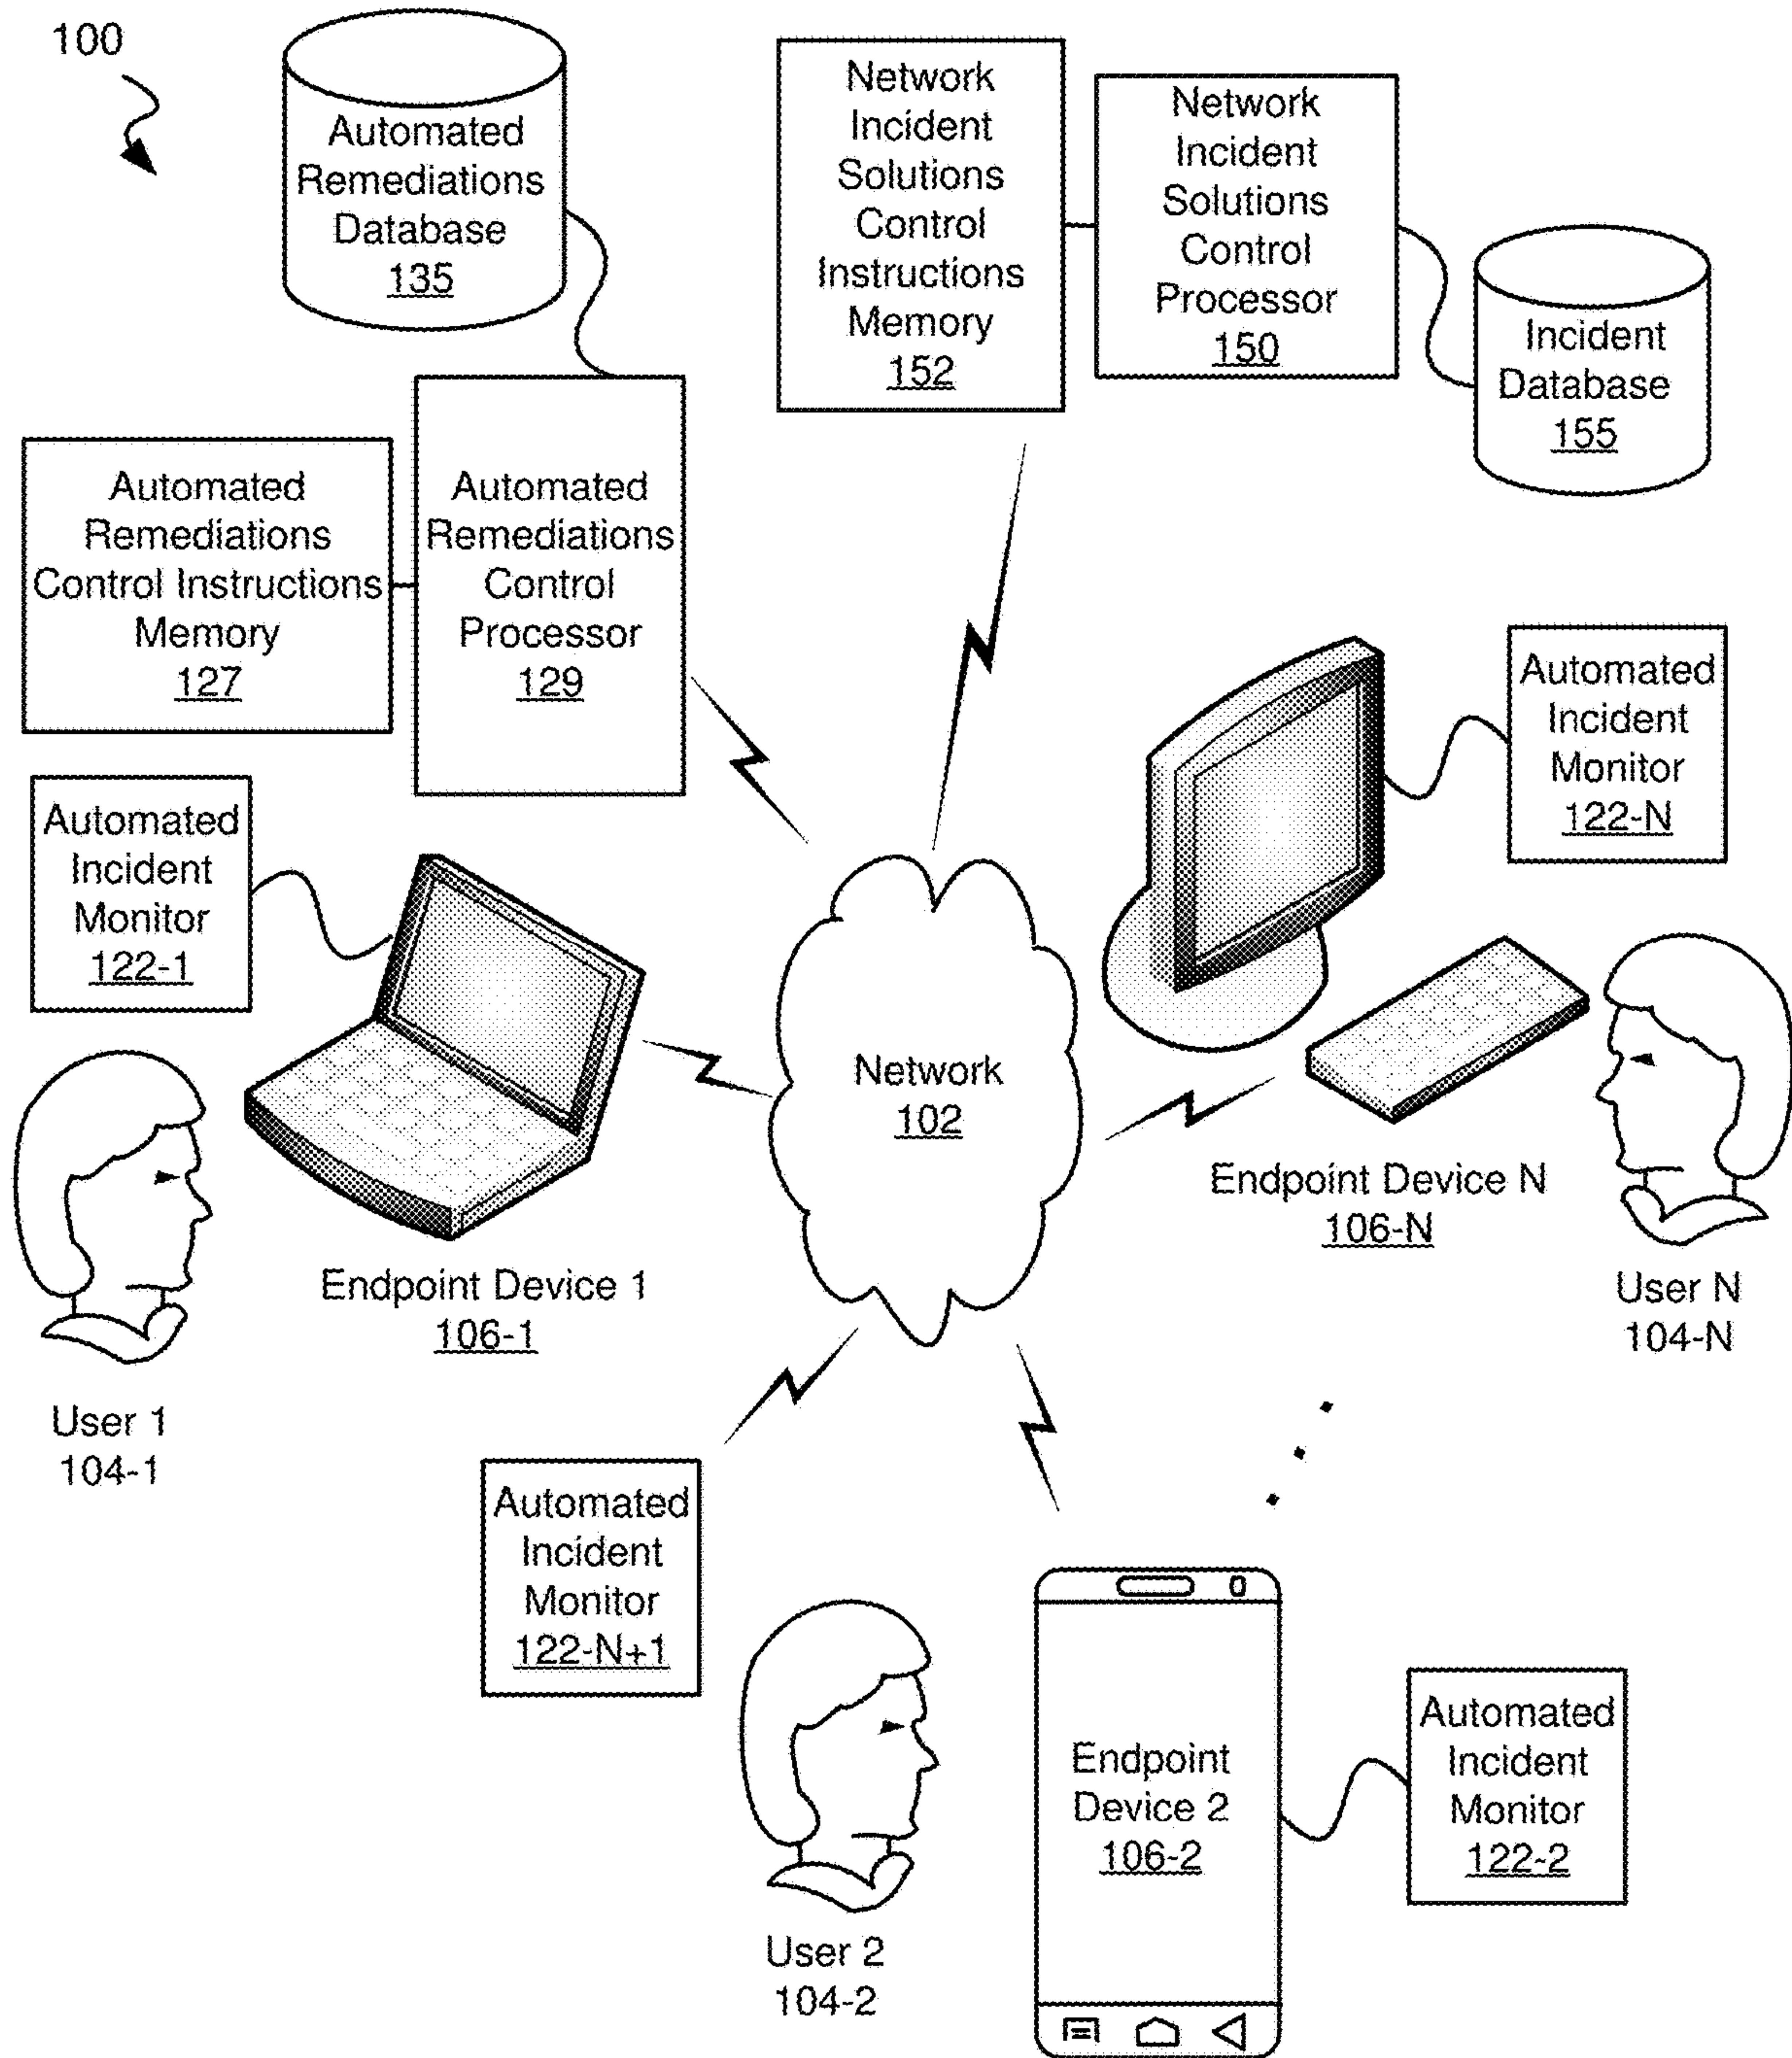 100
Automated
Remediations
Database
135
Network
Incident
Solutions
Control
Instructions
Memory
152
Network
Incident
Solutions
Control
Processor
150
Incident
Database
155
Automated
Remediations
Control Instructions
Memory
127
Automated
Remediations
Control
Processor
129
Automated
Incident
Monitor
122-N
Automated
Incident
Monitor
122-1
Network
102
Endpoint Device N
106-N
Endpoint Device 1
106-1
User N
104-N
User 1
104-1
Automated
Incident
Monitor
122-N+1
Endpoint
Device 2
106-2
Automated
Incident
Monitor
122-2
User 2
104-2